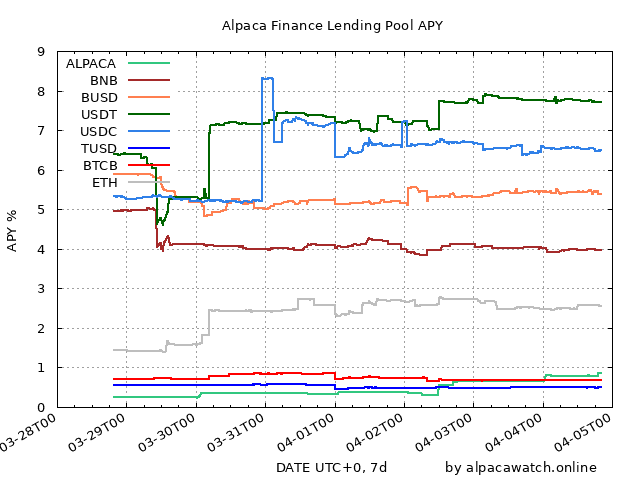 Alpaca Finance Lending Pool APY
9
8
7
6
5
4
3
2
1
0
APY %
ALPACA
BNB
BUSD
USDT
USDC
TUSD
BTCB
ETH
03-28T00
03-29T00
03-30T00
03-31T00
04-01T00
04-02T00
04-03T00
04-04T00
04-05T00
DATE UTC+0, 7d
by alpacawatch.online